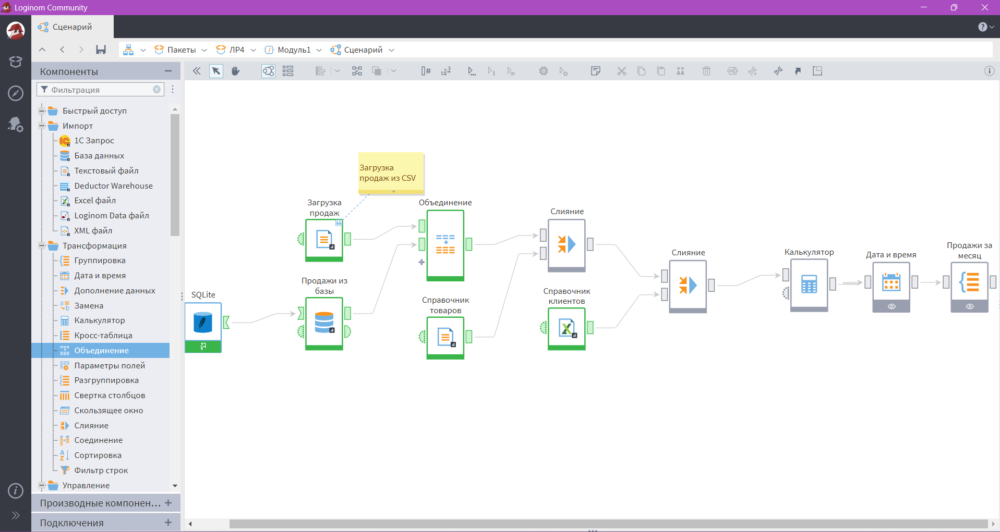 Loginom Community
Сценарий
Пакеты
ЛР4
Модуль1
Сценарий
Компоненты
Фильтрация
Быстрый доступ
Импорт
1С Запрос
База данных
Текстовый файл
Deductor Warehouse
Excel файл
Loginom Data файл
XML файл
Трансформация
Группировка
Дата и время
Дополнение данных
Замена
Калькулятор
Кросс-таблица
Объединение
Параметры полей
Разгруппировка
Свертка столбцов
Скользящее окно
Слияние
Соединение
Сортировка
Фильтр строк
Управление
Производные компонен...
Подключения
Загрузка
продаж из CSV
Загрузка
продаж
Объединение
Слияние
Слияние
Калькулятор
Дата и время
Продажи за
месяц
SQLite
Продажи из
базы
Справочник
товаров
Справочник
клиентов